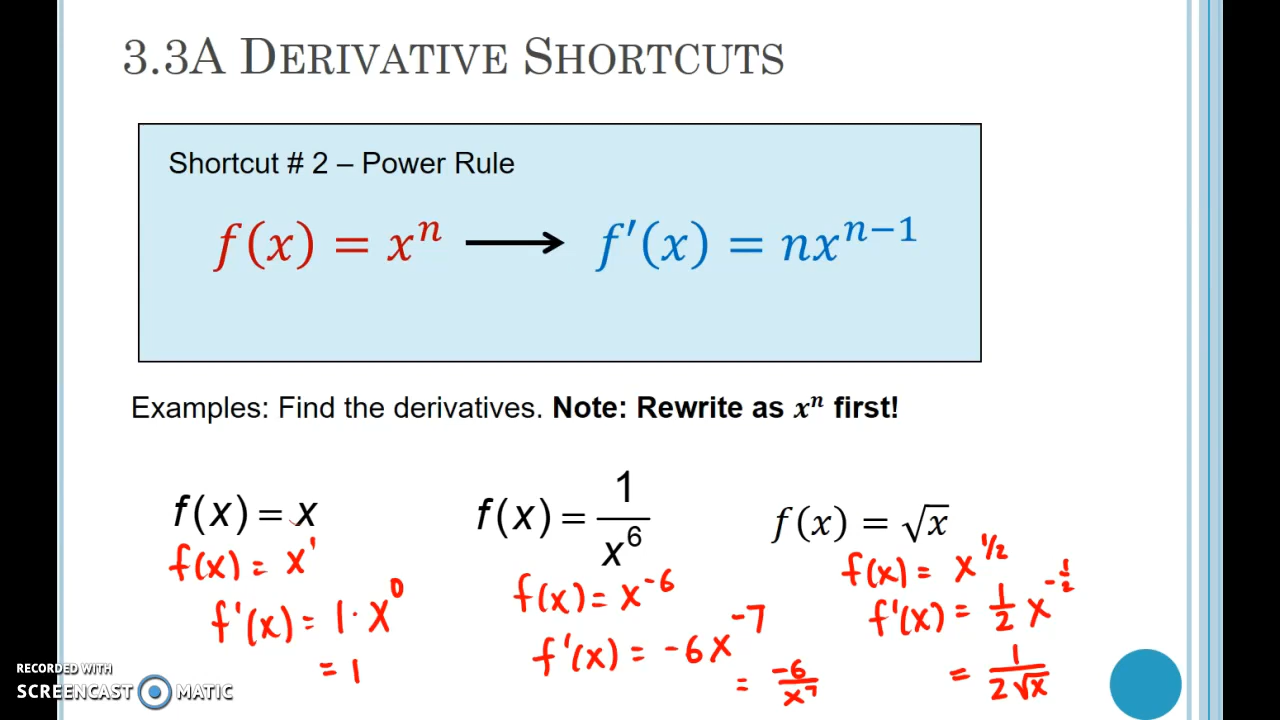 3.3A DERIVATIVE SHORTCUTS
Shortcut # 2 – Power Rule
f(x) = xⁿ ⟶ f′(x) = nxⁿ⁻¹
Examples: Find the derivatives. Note: Rewrite as xⁿ first!
f(x) = x
f(x) = x¹
f'(x) = 1 · x⁰
= 1
f(x) = 1/x⁶
f(x) = x⁻⁶
f'(x) = -6x⁻⁷
= -6/x⁷
f(x) = √x
f(x) = x^(1/2)
f'(x) = 1/2 x^(-1/2)
= 1/(2√x)
RECORDED WITH
SCREENCAST MATIC